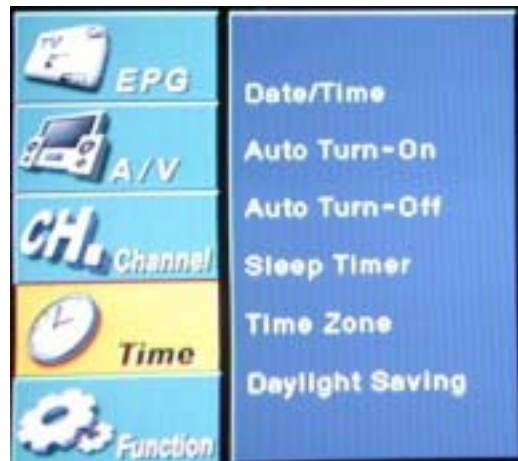 TV
EPG
A/V
CH. Channel
Time
Function
Date/Time
Auto Turn-On
Auto Turn-Off
Sleep Timer
Time Zone
Daylight Saving